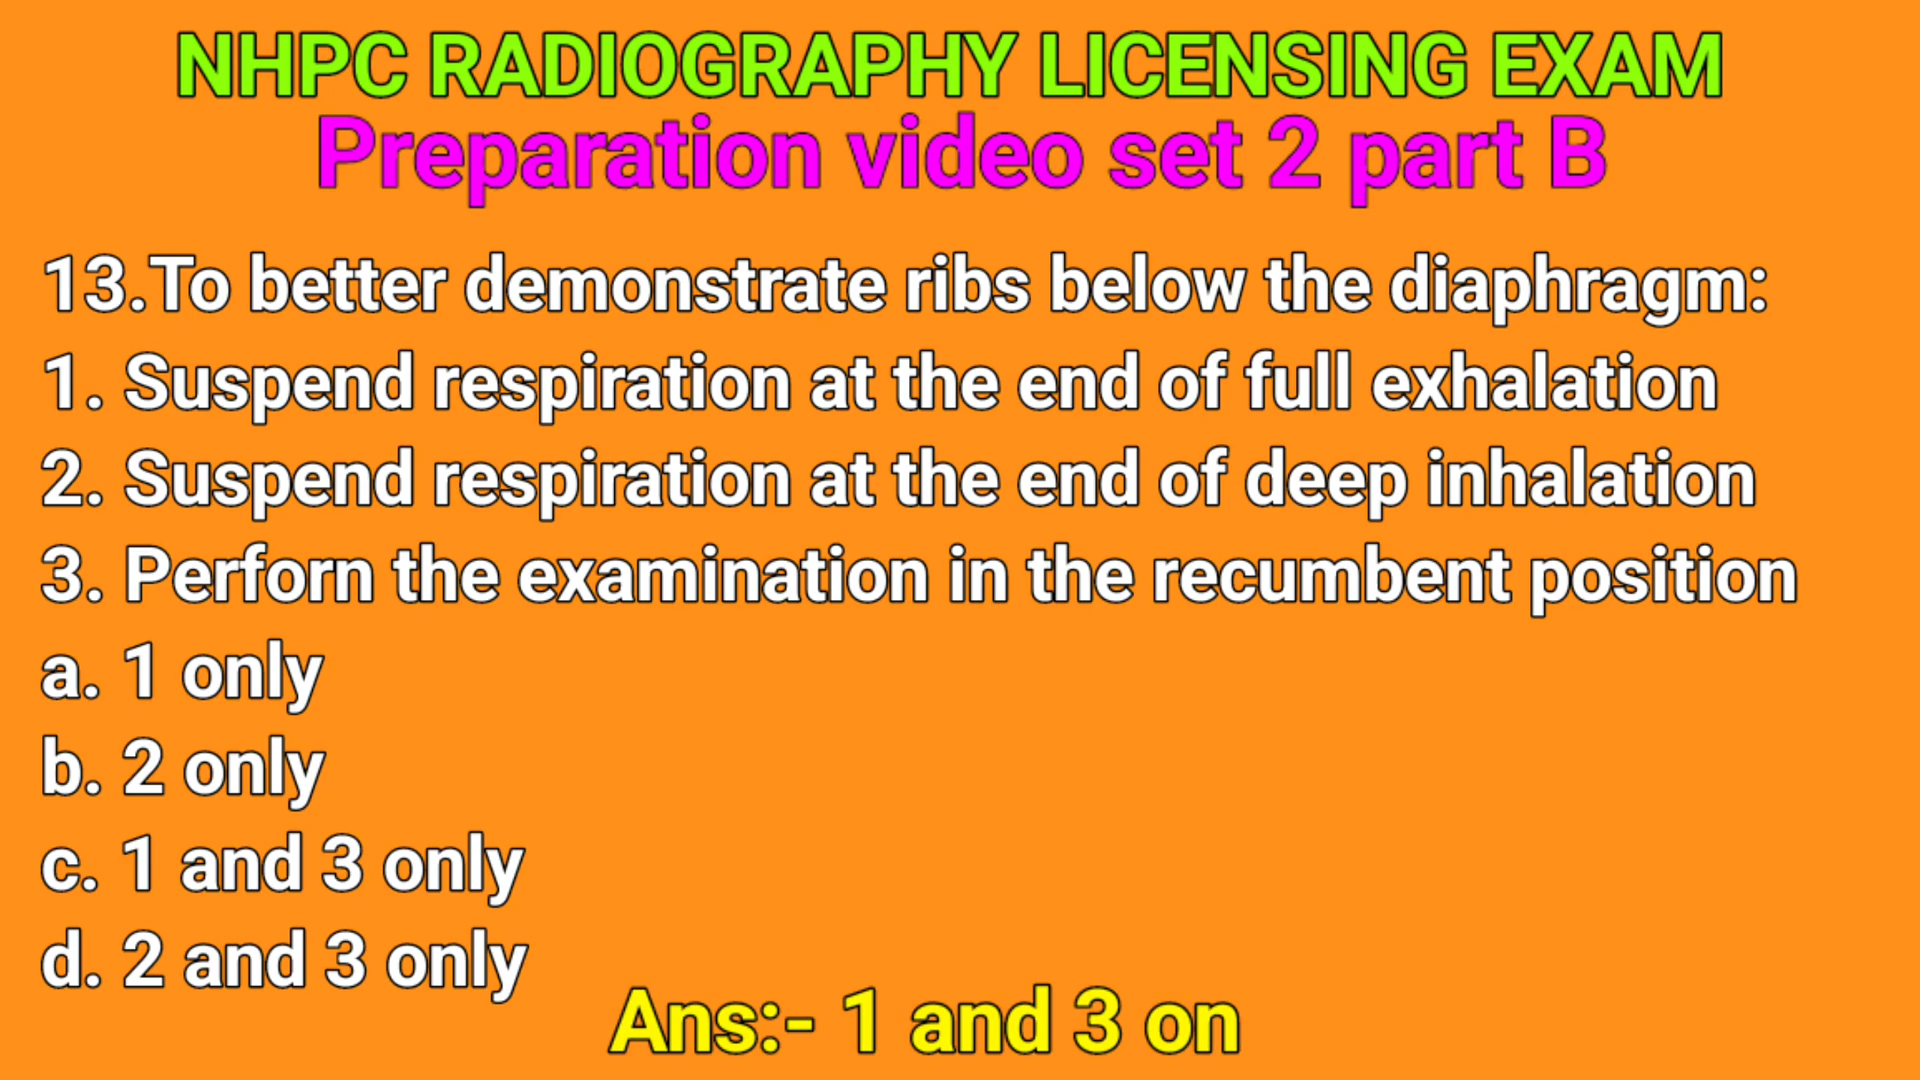 NHPC RADIOGRAPHY LICENSING EXAM
Preparation video set 2 part B
13.To better demonstrate ribs below the diaphragm:
1. Suspend respiration at the end of full exhalation
2. Suspend respiration at the end of deep inhalation
3. Perforn the examination in the recumbent position
a. 1 only
b. 2 only
c. 1 and 3 only
d. 2 and 3 only
Ans:- 1 and 3 on